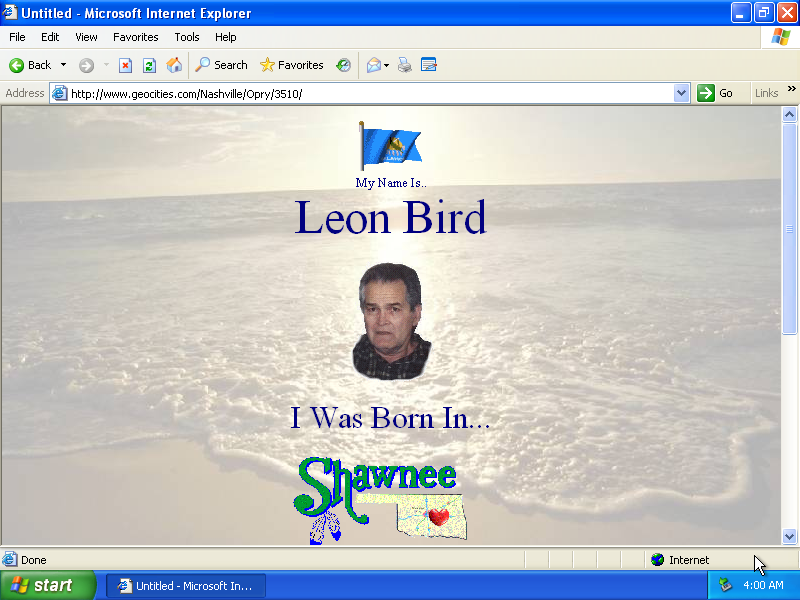 Untitled - Microsoft Internet Explorer
File Edit View Favorites Tools Help
Back Search Favorites
Address http://www.geocities.com/Nashville/Opry/3510/ Go Links »
My Name Is..
Leon Bird
I Was Born In...
Shawnee
Done Internet
start Untitled - Microsoft In... 4:00 AM